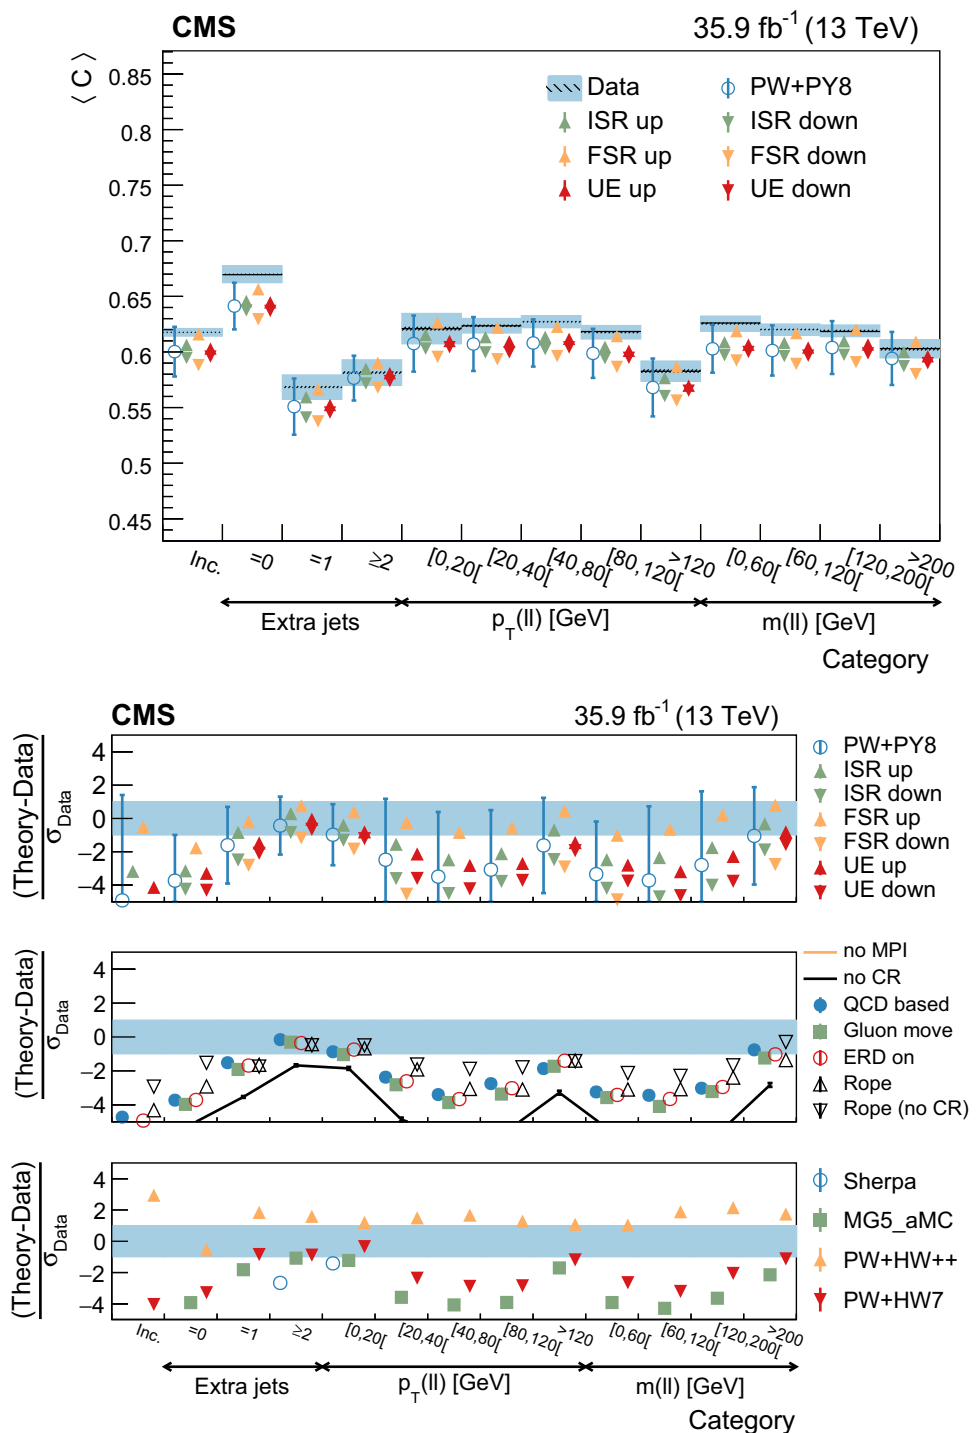 CMS 35.9 fb⁻¹ (13 TeV)
⟨ C ⟩
0.85
0.8
0.75
0.7
0.65
0.6
0.55
0.5
0.45
Data PW+PY8
ISR up ISR down
FSR up FSR down
UE up UE down
Inc. =0 =1 ≥2 [0,20[ [20,40[ [40,80[ [80,120[ >120 [0,60[ [60,120[ [120,200[ >200
Extra jets p_T(ll) [GeV] m(ll) [GeV]
Category
CMS 35.9 fb⁻¹ (13 TeV)
(Theory-Data)
σ_Data
4
2
0
−2
−4
PW+PY8
ISR up
ISR down
FSR up
FSR down
UE up
UE down
(Theory-Data)
σ_Data
4
2
0
−2
−4
no MPI
no CR
QCD based
Gluon move
ERD on
Rope
Rope (no CR)
(Theory-Data)
σ_Data
4
2
0
−2
−4
Sherpa
MG5_aMC
PW+HW++
PW+HW7
Inc. =0 =1 ≥2 [0,20[ [20,40[ [40,80[ [80,120[ >120 [0,60[ [60,120[ [120,200[ >200
Extra jets p_T(ll) [GeV] m(ll) [GeV]
Category